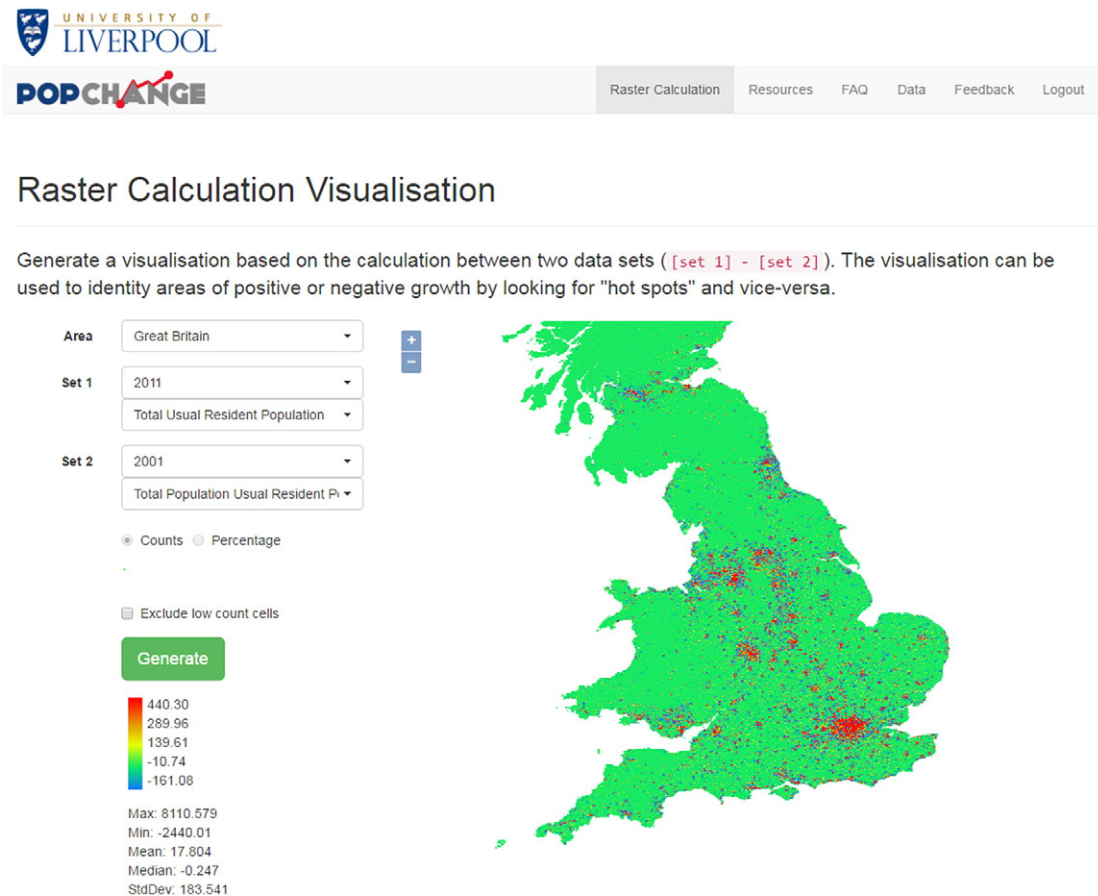 UNIVERSITY OF
LIVERPOOL
POPCHANGE
Raster Calculation Resources FAQ Data Feedback Logout
Raster Calculation Visualisation
Generate a visualisation based on the calculation between two data sets ( [set 1] - [set 2] ). The visualisation can be
used to identity areas of positive or negative growth by looking for "hot spots" and vice-versa.
Area Great Britain
Set 1 2011
Total Usual Resident Population
Set 2 2001
Total Population Usual Resident P
Counts Percentage
Exclude low count cells
Generate
440.30
289.96
139.61
-10.74
-161.08
Max: 8110.579
Min: -2440.01
Mean: 17.804
Median: -0.247
StdDev: 183.541
+
−